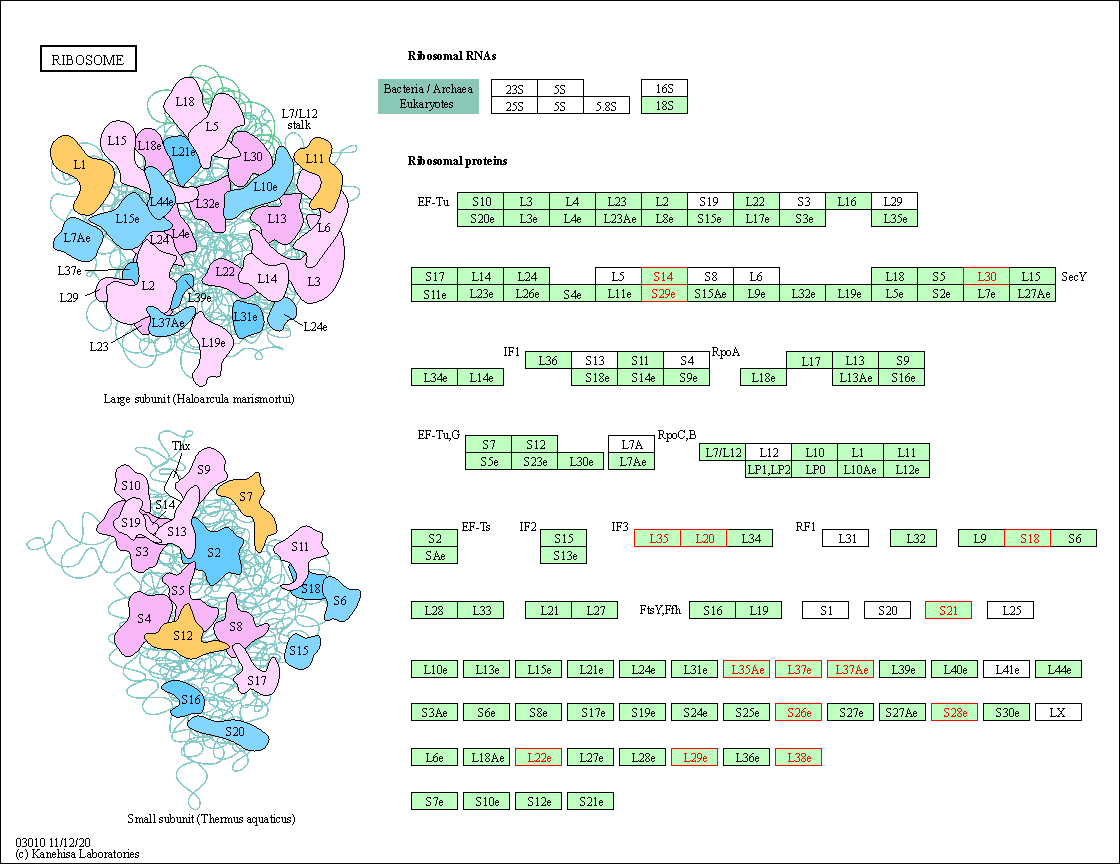 RIBOSOME
L18
L5
L7/L12
stalk
L15
L18e
L21e
L30
L11
L1
L10e
L44e
L32e
L15e
L13
L6
L7Ae
L24
L4e
L37e
L22
L14
L3
L2
L29
L39e
L37Ae
L31e
L24e
L23
L19e
Large subunit (Haloarcula marismortui)
Thx
S9
S10
S7
S14
S19
S13
S3
S2
S11
S5
S18
S6
S4
S12
S8
S15
S17
S16
S20
Small subunit (Thermus aquaticus)
03010 11/12/20
(c) Kanehisa Laboratories
Ribosomal RNAs
Bacteria / Archaea 23S 5S 16S
Eukaryotes 25S 5S 5.8S 18S
Ribosomal proteins
EF-Tu S10 L3 L4 L23 L2 S19 L22 S3 L16 L29
S20e L3e L4e L23Ae L8e S15e L17e S3e L35e
S17 L14 L24 L5 S14 S8 L6 L18 S5 L30 L15 SecY
S11e L23e L26e S4e L11e S29e S15Ae L9e L32e L19e L5e S2e L7e L27Ae
IF1 L36 S13 S11 S4 RpoA L17 L13 S9
L34e L14e S18e S14e S9e L18e L13Ae S16e
EF-Tu,G S7 S12 L7A RpoC,B L7/L12 L12 L10 L1 L11
S5e S23e L30e L7Ae LP1,LP2 LP0 L10Ae L12e
S2 EF-Ts IF2 S15 IF3 L35 L20 L34 RF1 L31 L32 L9 S18 S6
SAe S13e
L28 L33 L21 L27 FtsY,Ffh S16 L19 S1 S20 S21 L25
L10e L13e L15e L21e L24e L31e L35Ae L37e L37Ae L39e L40e L41e L44e
S3Ae S6e S8e S17e S19e S24e S25e S26e S27e S27Ae S28e S30e LX
L6e L18Ae L22e L27e L28e L29e L36e L38e
S7e S10e S12e S21e